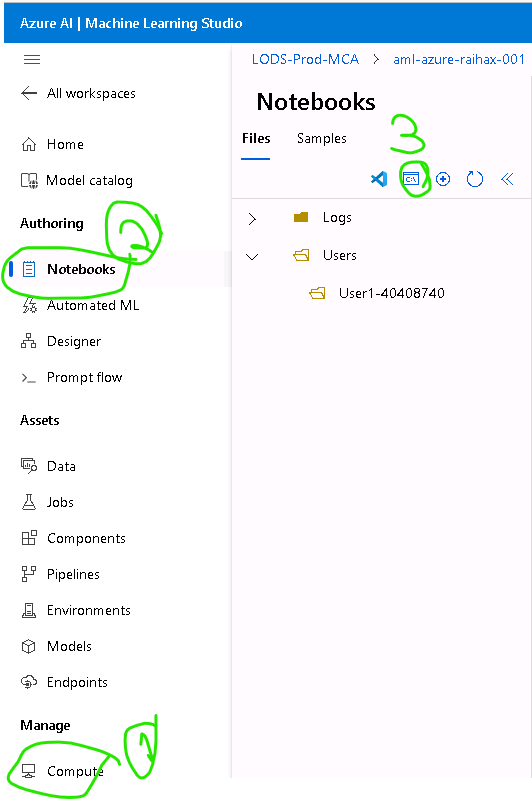 Azure AI | Machine Learning Studio
LODS-Prod-MCA > aml-azure-raihax-001
All workspaces
Notebooks
Files Samples
3
Home
Model catalog
Authoring
2
Notebooks
Automated ML
Designer
Prompt flow
Logs
Users
User1-40408740
Assets
Data
Jobs
Components
Pipelines
Environments
Models
Endpoints
Manage
1
Compute